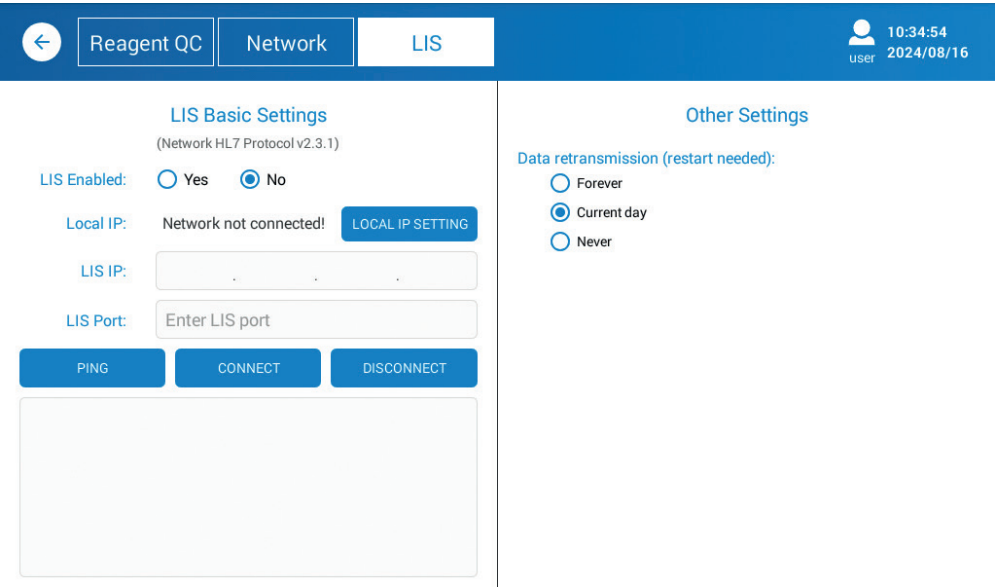 Reagent QC
Network
LIS
user
10:34:54
2024/08/16
LIS Basic Settings
(Network HL7 Protocol v2.3.1)
LIS Enabled: Yes No
Local IP: Network not connected! LOCAL IP SETTING
LIS IP: . . .
LIS Port: Enter LIS port
PING CONNECT DISCONNECT
Other Settings
Data retransmission (restart needed):
Forever
Current day
Never